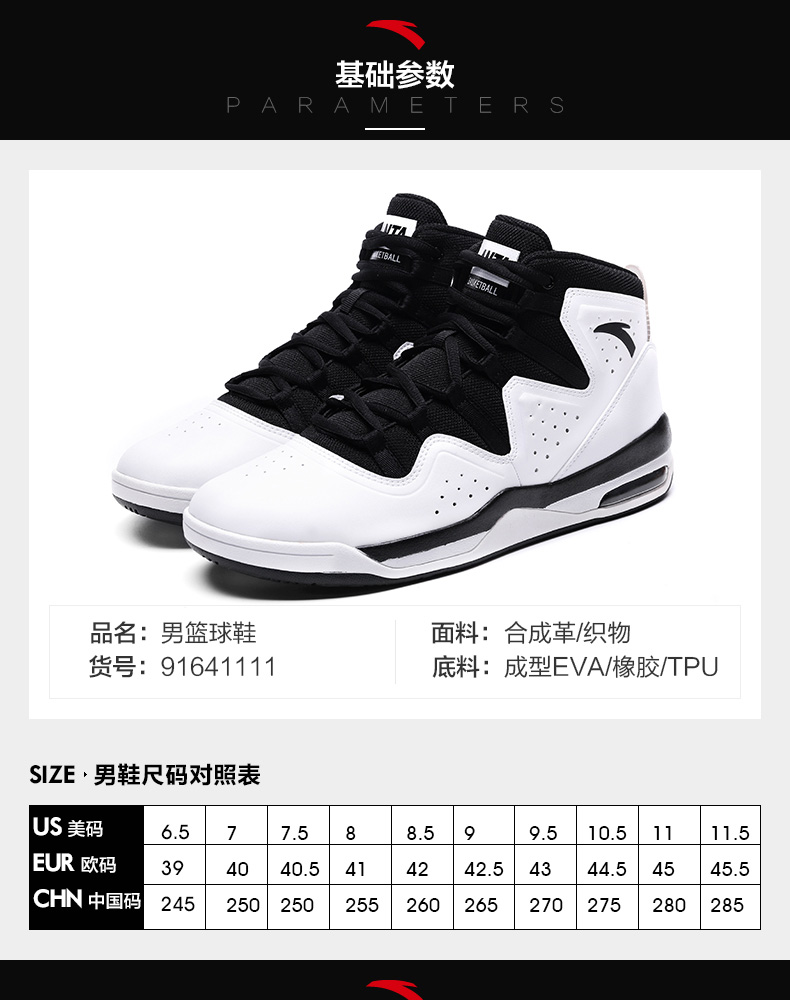 基础参数
PARAMETERS
BASKETBALL
品名：男篮球鞋
面料：合成革/织物
货号：91641111
底料：成型EVA/橡胶/TPU
SIZE · 男鞋尺码对照表
US 美码 6.5 7 7.5 8 8.5 9 9.5 10.5 11 11.5
EUR 欧码 39 40 40.5 41 42 42.5 43 44.5 45 45.5
CHN 中国码 245 250 250 255 260 265 270 275 280 285